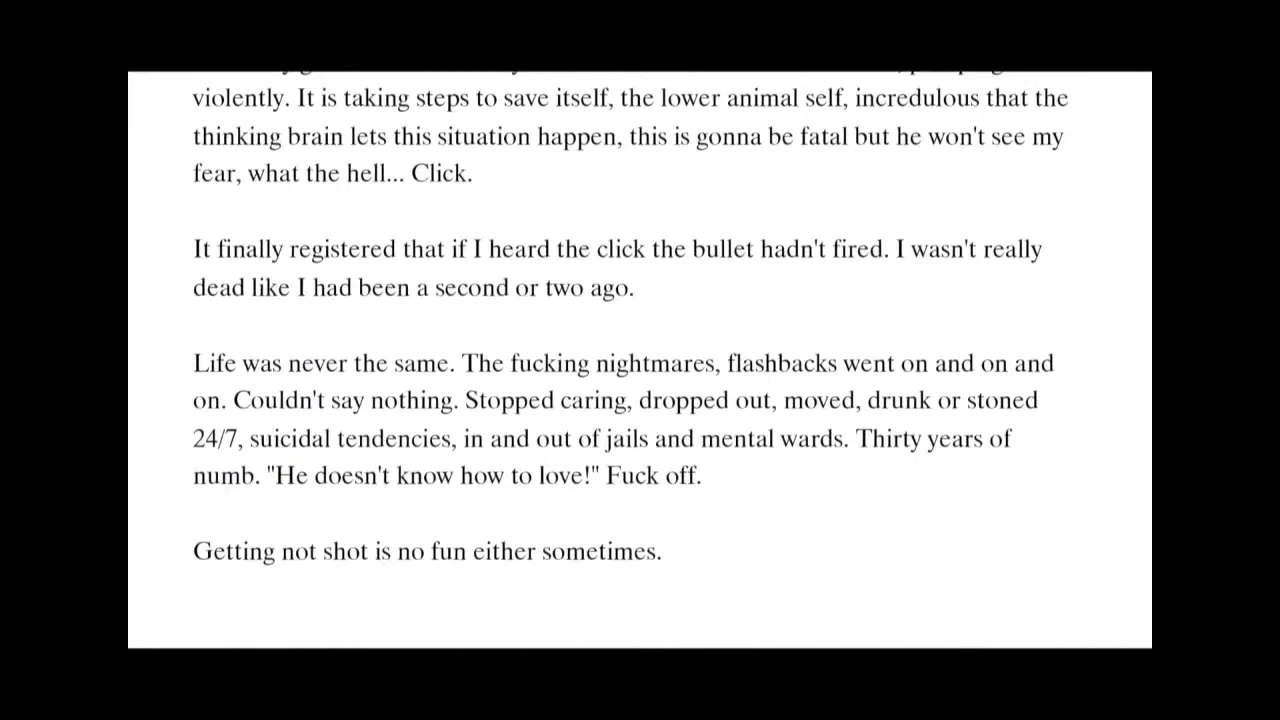 violently. It is taking steps to save itself, the lower animal self, incredulous that the
thinking brain lets this situation happen, this is gonna be fatal but he won't see my
fear, what the hell... Click.
It finally registered that if I heard the click the bullet hadn't fired. I wasn't really
dead like I had been a second or two ago.
Life was never the same. The fucking nightmares, flashbacks went on and on and
on. Couldn't say nothing. Stopped caring, dropped out, moved, drunk or stoned
24/7, suicidal tendencies, in and out of jails and mental wards. Thirty years of
numb. "He doesn't know how to love!" Fuck off.
Getting not shot is no fun either sometimes.